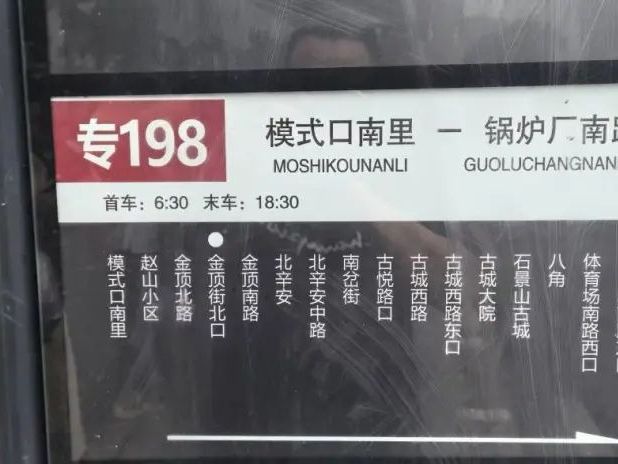 专198
模式口南里 — 锅炉厂南路
MOSHIKOUNANLI GUOLUCHANGNAN
首车：6:30 末车：18:30
模式口南里
赵山小区
金顶北路
金顶街北口
金顶南路
北辛安
北辛安中路
南岔街
古悦路口
古城西路
古城西路东口
古城大院
石景山古城
八角
体育场南路西口